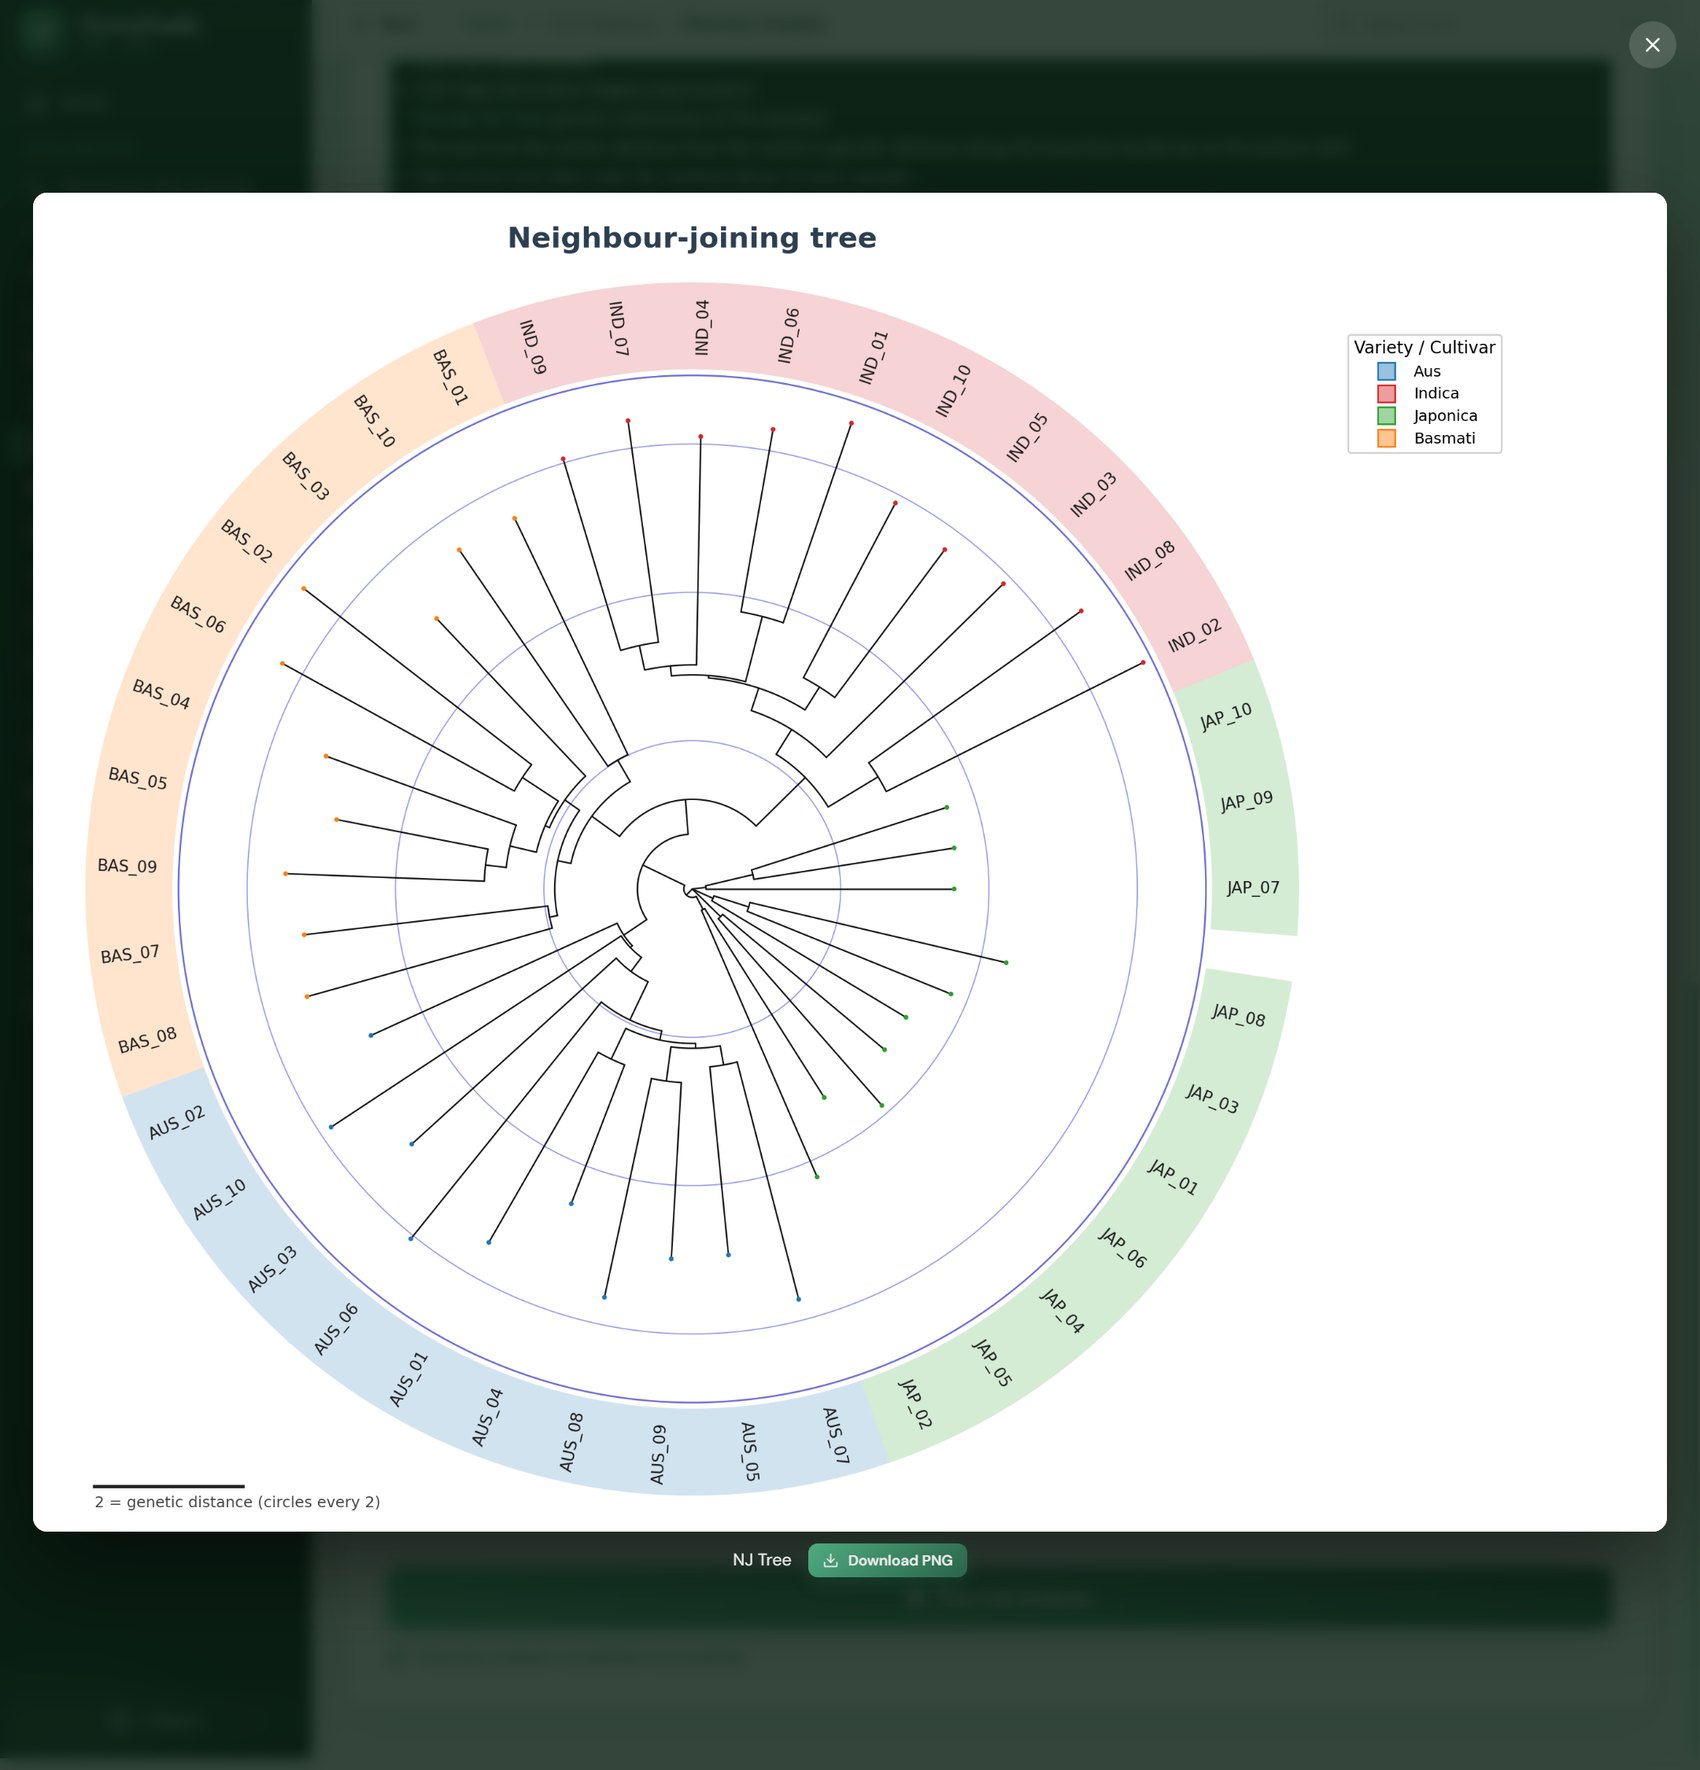 Neighbour-joining tree
Variety / Cultivar
Aus
Indica
Japonica
Basmati
IND_09
IND_07
IND_04
IND_06
IND_01
IND_10
IND_05
IND_03
IND_08
IND_02
JAP_10
JAP_09
JAP_07
JAP_08
JAP_03
JAP_01
JAP_06
JAP_04
JAP_05
JAP_02
AUS_07
AUS_05
AUS_09
AUS_08
AUS_04
AUS_01
AUS_06
AUS_03
AUS_10
AUS_02
BAS_08
BAS_07
BAS_09
BAS_05
BAS_04
BAS_06
BAS_02
BAS_03
BAS_10
BAS_01
2 = genetic distance (circles every 2)
NJ Tree
Download PNG